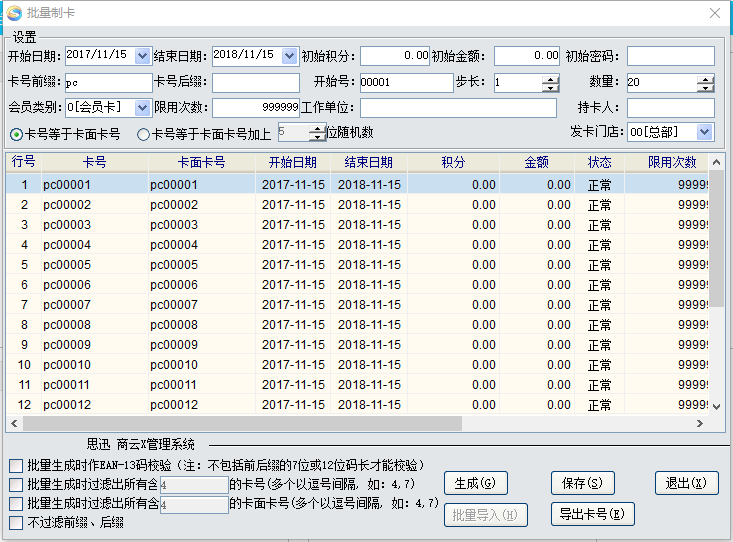 批量制卡
设置
开始日期: 2017/11/15 结束日期: 2018/11/15 初始积分: 0.00 初始金额: 0.00 初始密码:
卡号前缀: pc 卡号后缀: 开始号: 00001 步长: 1 数量: 20
会员类别: 0[会员卡] 限用次数: 999999 工作单位: 持卡人:
卡号等于卡面卡号 卡号等于卡面卡号加上 5 位随机数 发卡门店: 00[总部]
行号 卡号 卡面卡号 开始日期 结束日期 积分 金额 状态 限用次数
1 pc00001 pc00001 2017-11-15 2018-11-15 0.00 0.00 正常 9999
2 pc00002 pc00002 2017-11-15 2018-11-15 0.00 0.00 正常 9999
3 pc00003 pc00003 2017-11-15 2018-11-15 0.00 0.00 正常 9999
4 pc00004 pc00004 2017-11-15 2018-11-15 0.00 0.00 正常 9999
5 pc00005 pc00005 2017-11-15 2018-11-15 0.00 0.00 正常 9999
6 pc00006 pc00006 2017-11-15 2018-11-15 0.00 0.00 正常 9999
7 pc00007 pc00007 2017-11-15 2018-11-15 0.00 0.00 正常 9999
8 pc00008 pc00008 2017-11-15 2018-11-15 0.00 0.00 正常 9999
9 pc00009 pc00009 2017-11-15 2018-11-15 0.00 0.00 正常 9999
10 pc00010 pc00010 2017-11-15 2018-11-15 0.00 0.00 正常 9999
11 pc00011 pc00011 2017-11-15 2018-11-15 0.00 0.00 正常 9999
12 pc00012 pc00012 2017-11-15 2018-11-15 0.00 0.00 正常 9999
思迅 商云X管理系统
批量生成时作EAN-13码校验(注: 不包括前后缀的7位或12位码长才能校验)
批量生成时过滤出所有含 4 的卡号(多个以逗号间隔, 如: 4,7) 生成(G) 保存(S) 退出(X)
批量生成时过滤出所有含 4 的卡面卡号(多个以逗号间隔, 如: 4,7) 批量导入(H) 导出卡号(E)
不过滤前缀、后缀